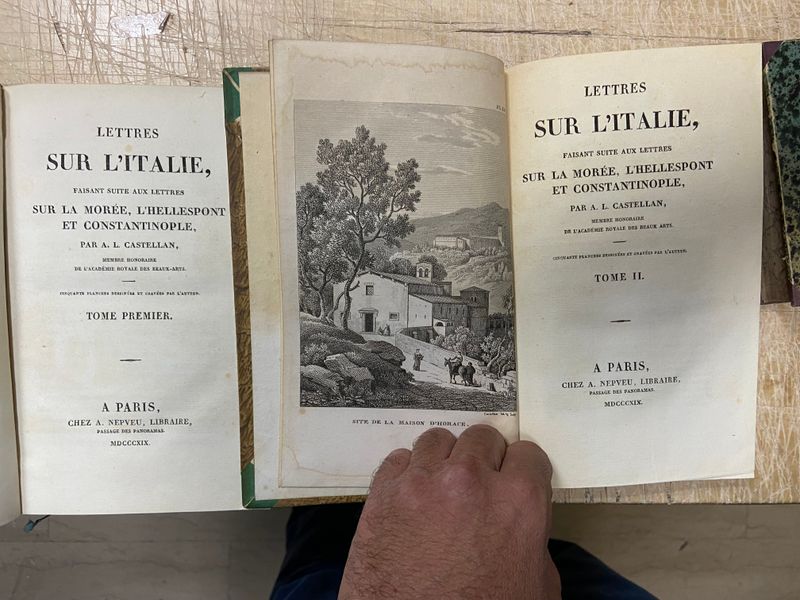 LETTRES
SUR L'ITALIE,
FAISANT SUITE AUX LETTRES
SUR LA MORÉE, L'HELLESPONT
ET CONSTANTINOPLE,
PAR A. L. CASTELLAN,
MEMBRE HONORAIRE
DE L'ACADÉMIE ROYALE DES BEAUX-ARTS.
CINQUANTE PLANCHES DESSINÉES ET GRAVÉES PAR L'AUTEUR.
TOME PREMIER.
A PARIS,
CHEZ A. NEPVEU, LIBRAIRE,
PASSAGE DES PANORAMAS.
MDCCCXIX.
SITE DE LA MAISON D'HORACE.
LETTRES
SUR L'ITALIE,
FAISANT SUITE AUX LETTRES
SUR LA MORÉE, L'HELLESPONT
ET CONSTANTINOPLE,
PAR A. L. CASTELLAN,
MEMBRE HONORAIRE
DE L'ACADÉMIE ROYALE DES BEAUX ARTS.
CINQUANTE PLANCHES DESSINÉES ET GRAVÉES PAR L'AUTEUR.
TOME II.
A PARIS,
CHEZ A. NEPVEU, LIBRAIRE,
PASSAGE DES PANORAMAS.
MDCCCXIX.